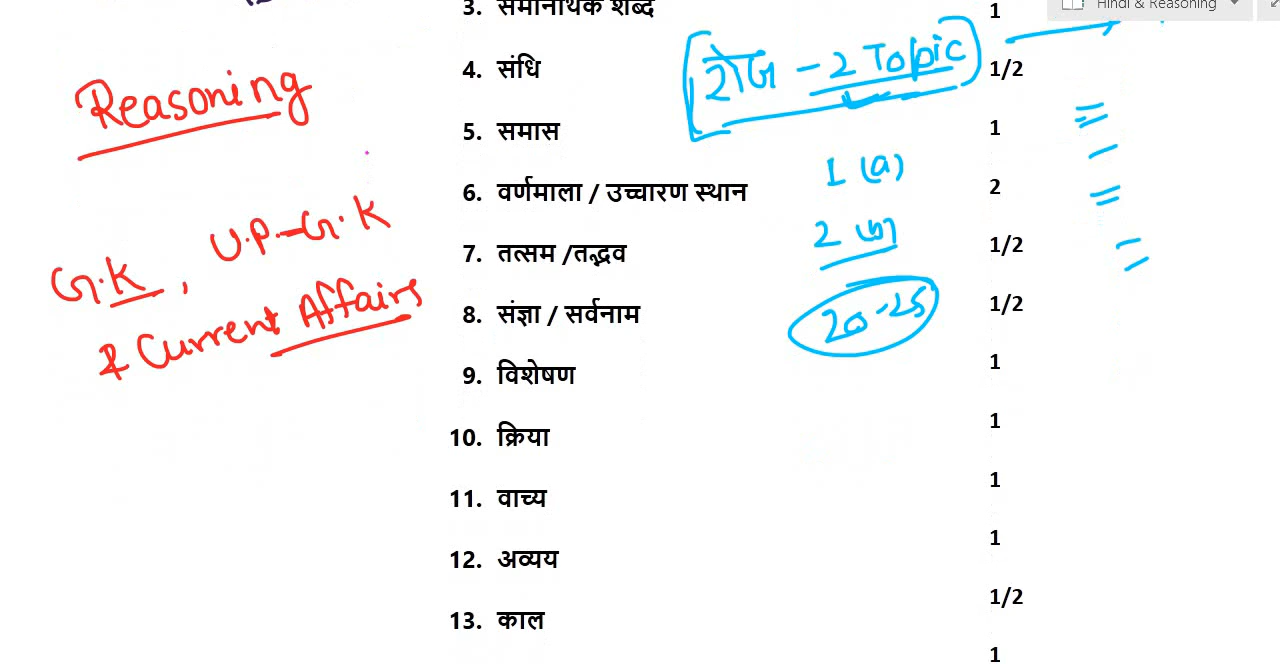 3. समानार्थक शब्द 1
Hindi & Reasoning
4. संधि 1/2
रोज - 2 Topic
Reasoning
5. समास 1
1 (a)
6. वर्णमाला / उच्चारण स्थान 2
U.P.-G.K
2
7. तत्सम /तद्भव 1/2
G.K,
8. संज्ञा / सर्वनाम 1/2
20-25
& Current Affairs
9. विशेषण 1
10. क्रिया 1
11. वाच्य 1
12. अव्यय 1
13. काल 1/2
1